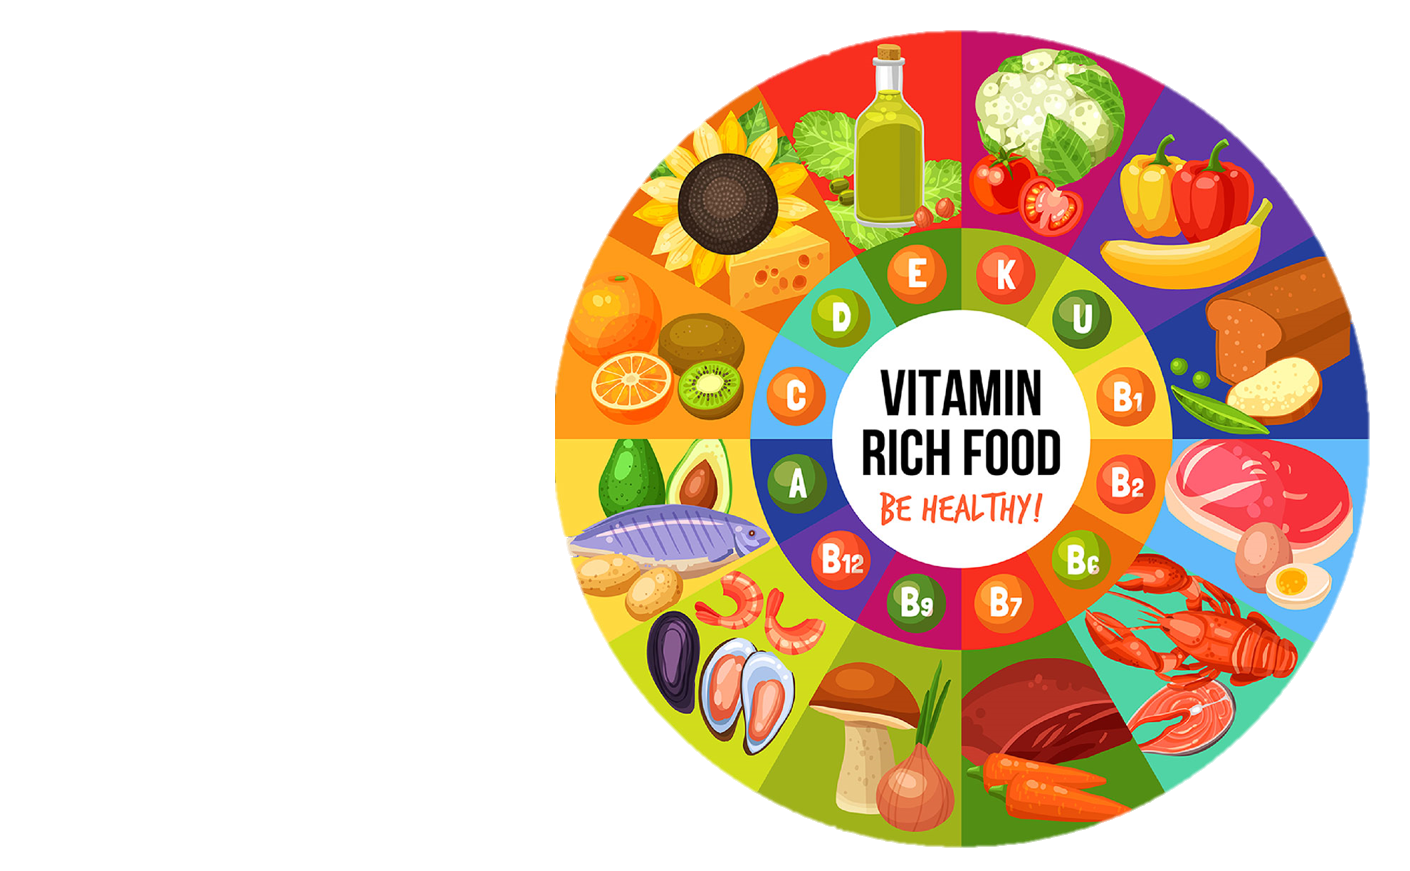 VITAMIN
RICH FOOD
BE HEALTHY!
E
K
U
B1
B2
B6
B7
B9
B12
A
C
D